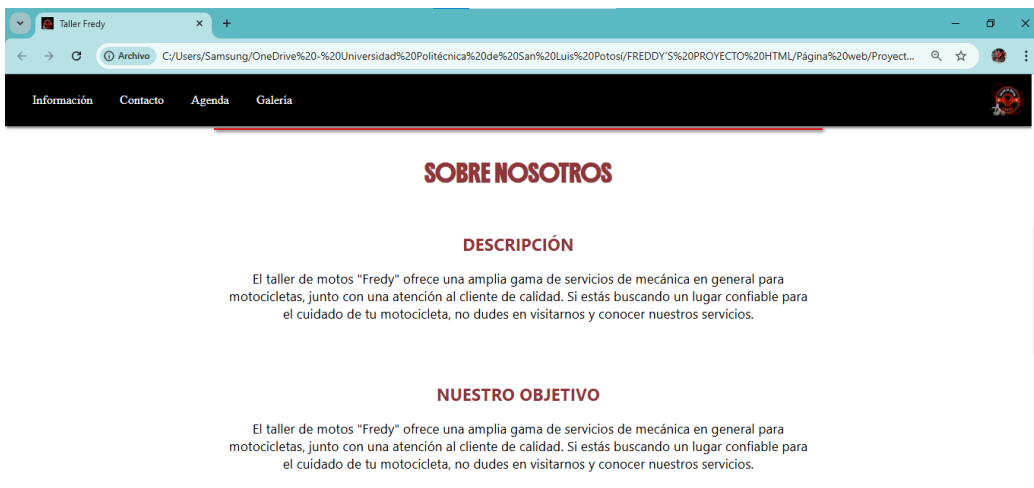 Taller Fredy
Archivo C:/Users/Samsung/OneDrive%20-%20Universidad%20Politécnica%20de%20San%20Luis%20Potosí/FREDDY'S%20PROYECTO%20HTML/Página%20web/Proyect...
Información Contacto Agenda Galería
SOBRE NOSOTROS
DESCRIPCIÓN
El taller de motos "Fredy" ofrece una amplia gama de servicios de mecánica en general para
motocicletas, junto con una atención al cliente de calidad. Si estás buscando un lugar confiable para
el cuidado de tu motocicleta, no dudes en visitarnos y conocer nuestros servicios.
NUESTRO OBJETIVO
El taller de motos "Fredy" ofrece una amplia gama de servicios de mecánica en general para
motocicletas, junto con una atención al cliente de calidad. Si estás buscando un lugar confiable para
el cuidado de tu motocicleta, no dudes en visitarnos y conocer nuestros servicios.